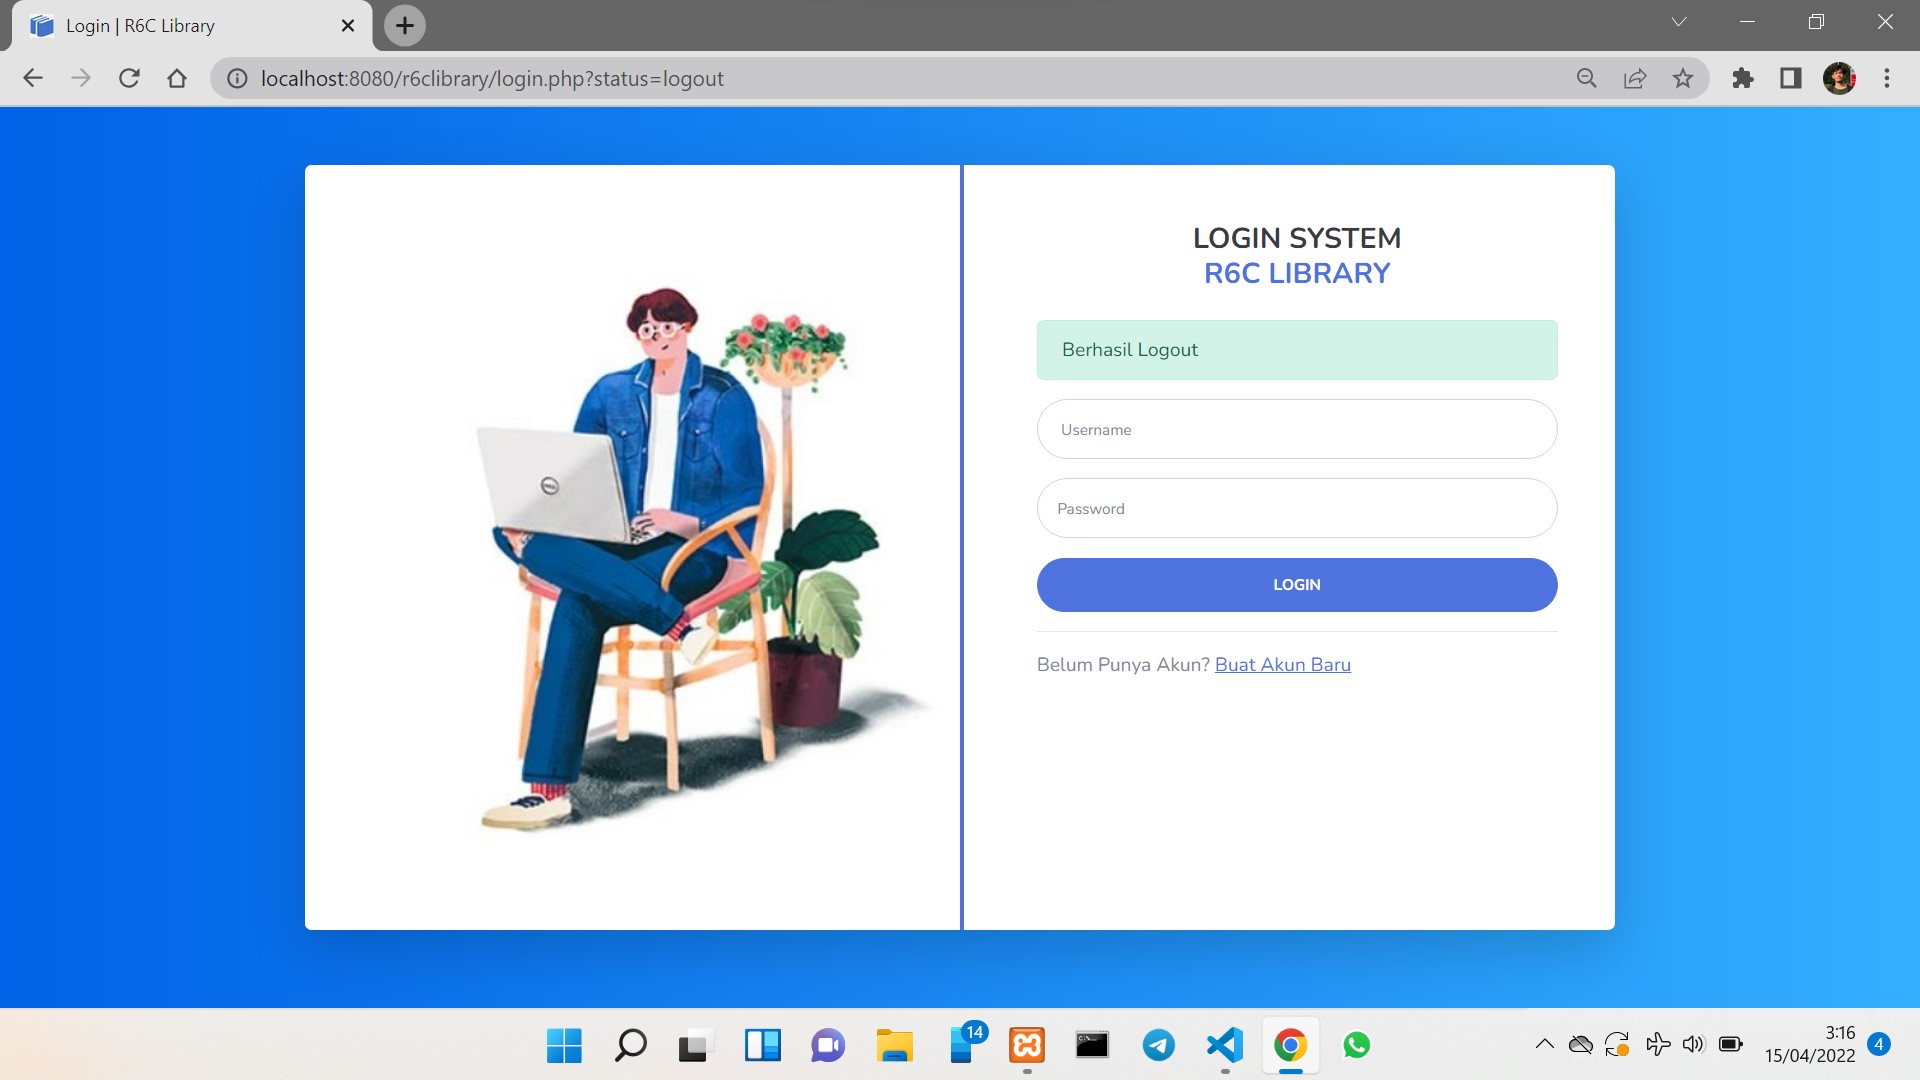 Login | R6C Library
localhost:8080/r6clibrary/login.php?status=logout
LOGIN SYSTEM
R6C LIBRARY
Berhasil Logout
Username
Password
LOGIN
Belum Punya Akun? Buat Akun Baru
DELL
14
3:16
15/04/2022
4